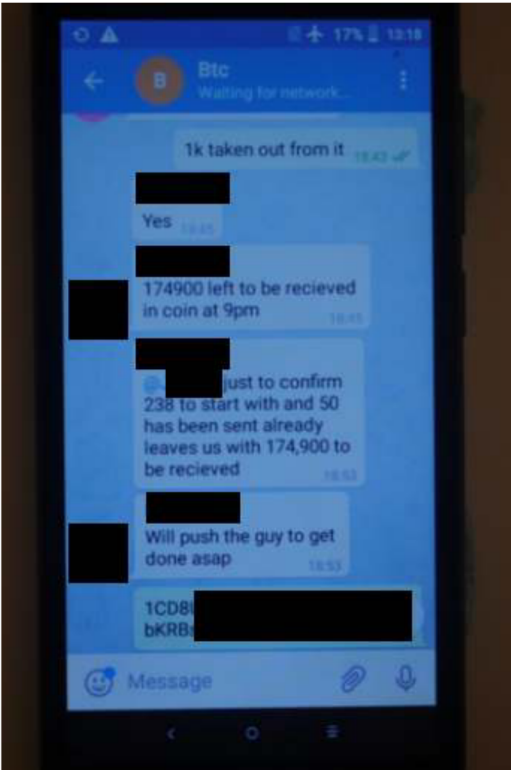 17% 13:18
B
Btc
Waiting for network...
1k taken out from it 18:43
Yes 18:45
174900 left to be recieved
in coin at 9pm
18:45
just to confirm
238 to start with and 50
has been sent already
leaves us with 174,900 to
be recieved 18:53
Will push the guy to get
done asap 18:53
1CD8
bKRB
Message